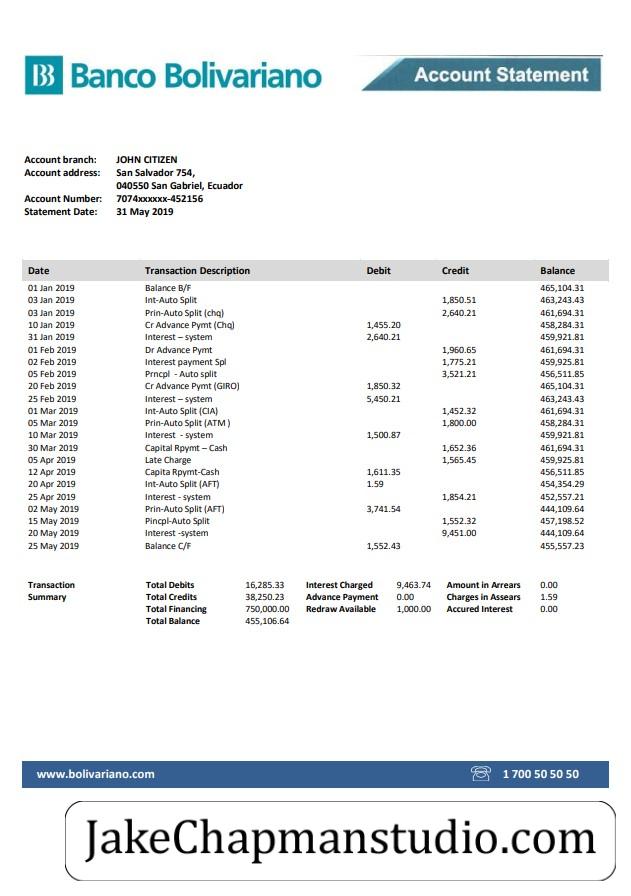 B Banco Bolivariano Account Statement
Account branch: JOHN CITIZEN
Account address: San Salvador 754,
040550 San Gabriel, Ecuador
Account Number: 7074xxxxxx-452156
Statement Date: 31 May 2019
Date Transaction Description Debit Credit Balance
01 Jan 2019 Balance B/F 465,104.31
03 Jan 2019 Int-Auto Split 1,850.51 463,243.43
03 Jan 2019 Prin-Auto Split (chq) 2,640.21 461,694.31
10 Jan 2019 Cr Advance Pymt (Chq) 1,455.20 458,284.31
31 Jan 2019 Interest – system 2,640.21 459,921.81
01 Feb 2019 Dr Advance Pymt 1,960.65 461,694.31
02 Feb 2019 Interest payment Spl 1,775.21 459,925.81
05 Feb 2019 Prncpl - Auto split 3,521.21 456,511.85
20 Feb 2019 Cr Advance Pymt (GIRO) 1,850.32 465,104.31
25 Feb 2019 Interest – system 5,450.21 463,243.43
01 Mar 2019 Int-Auto Split (CIA) 1,452.32 461,694.31
05 Mar 2019 Prin-Auto Split (ATM ) 1,800.00 458,284.31
10 Mar 2019 Interest - system 1,500.87 459,921.81
30 Mar 2019 Capital Rpymt – Cash 1,652.36 461,694.31
05 Apr 2019 Late Charge 1,565.45 459,925.81
12 Apr 2019 Capita Rpymt-Cash 1,611.35 456,511.85
20 Apr 2019 Int-Auto Split (AFT) 1.59 454,354.29
25 Apr 2019 Interest - system 1,854.21 452,557.21
02 May 2019 Prin-Auto Split (AFT) 3,741.54 444,109.64
15 May 2019 Pincpl-Auto Split 1,552.32 457,198.52
20 May 2019 Interest -system 9,451.00 444,109.64
25 May 2019 Balance C/F 1,552.43 455,557.23
Transaction Total Debits 16,285.33 Interest Charged 9,463.74 Amount in Arrears 0.00
Summary Total Credits 38,250.23 Advance Payment 0.00 Charges in Assears 1.59
Total Financing 750,000.00 Redraw Available 1,000.00 Accured Interest 0.00
Total Balance 455,106.64
www.bolivariano.com 1 700 50 50 50
JakeChapmanstudio.com